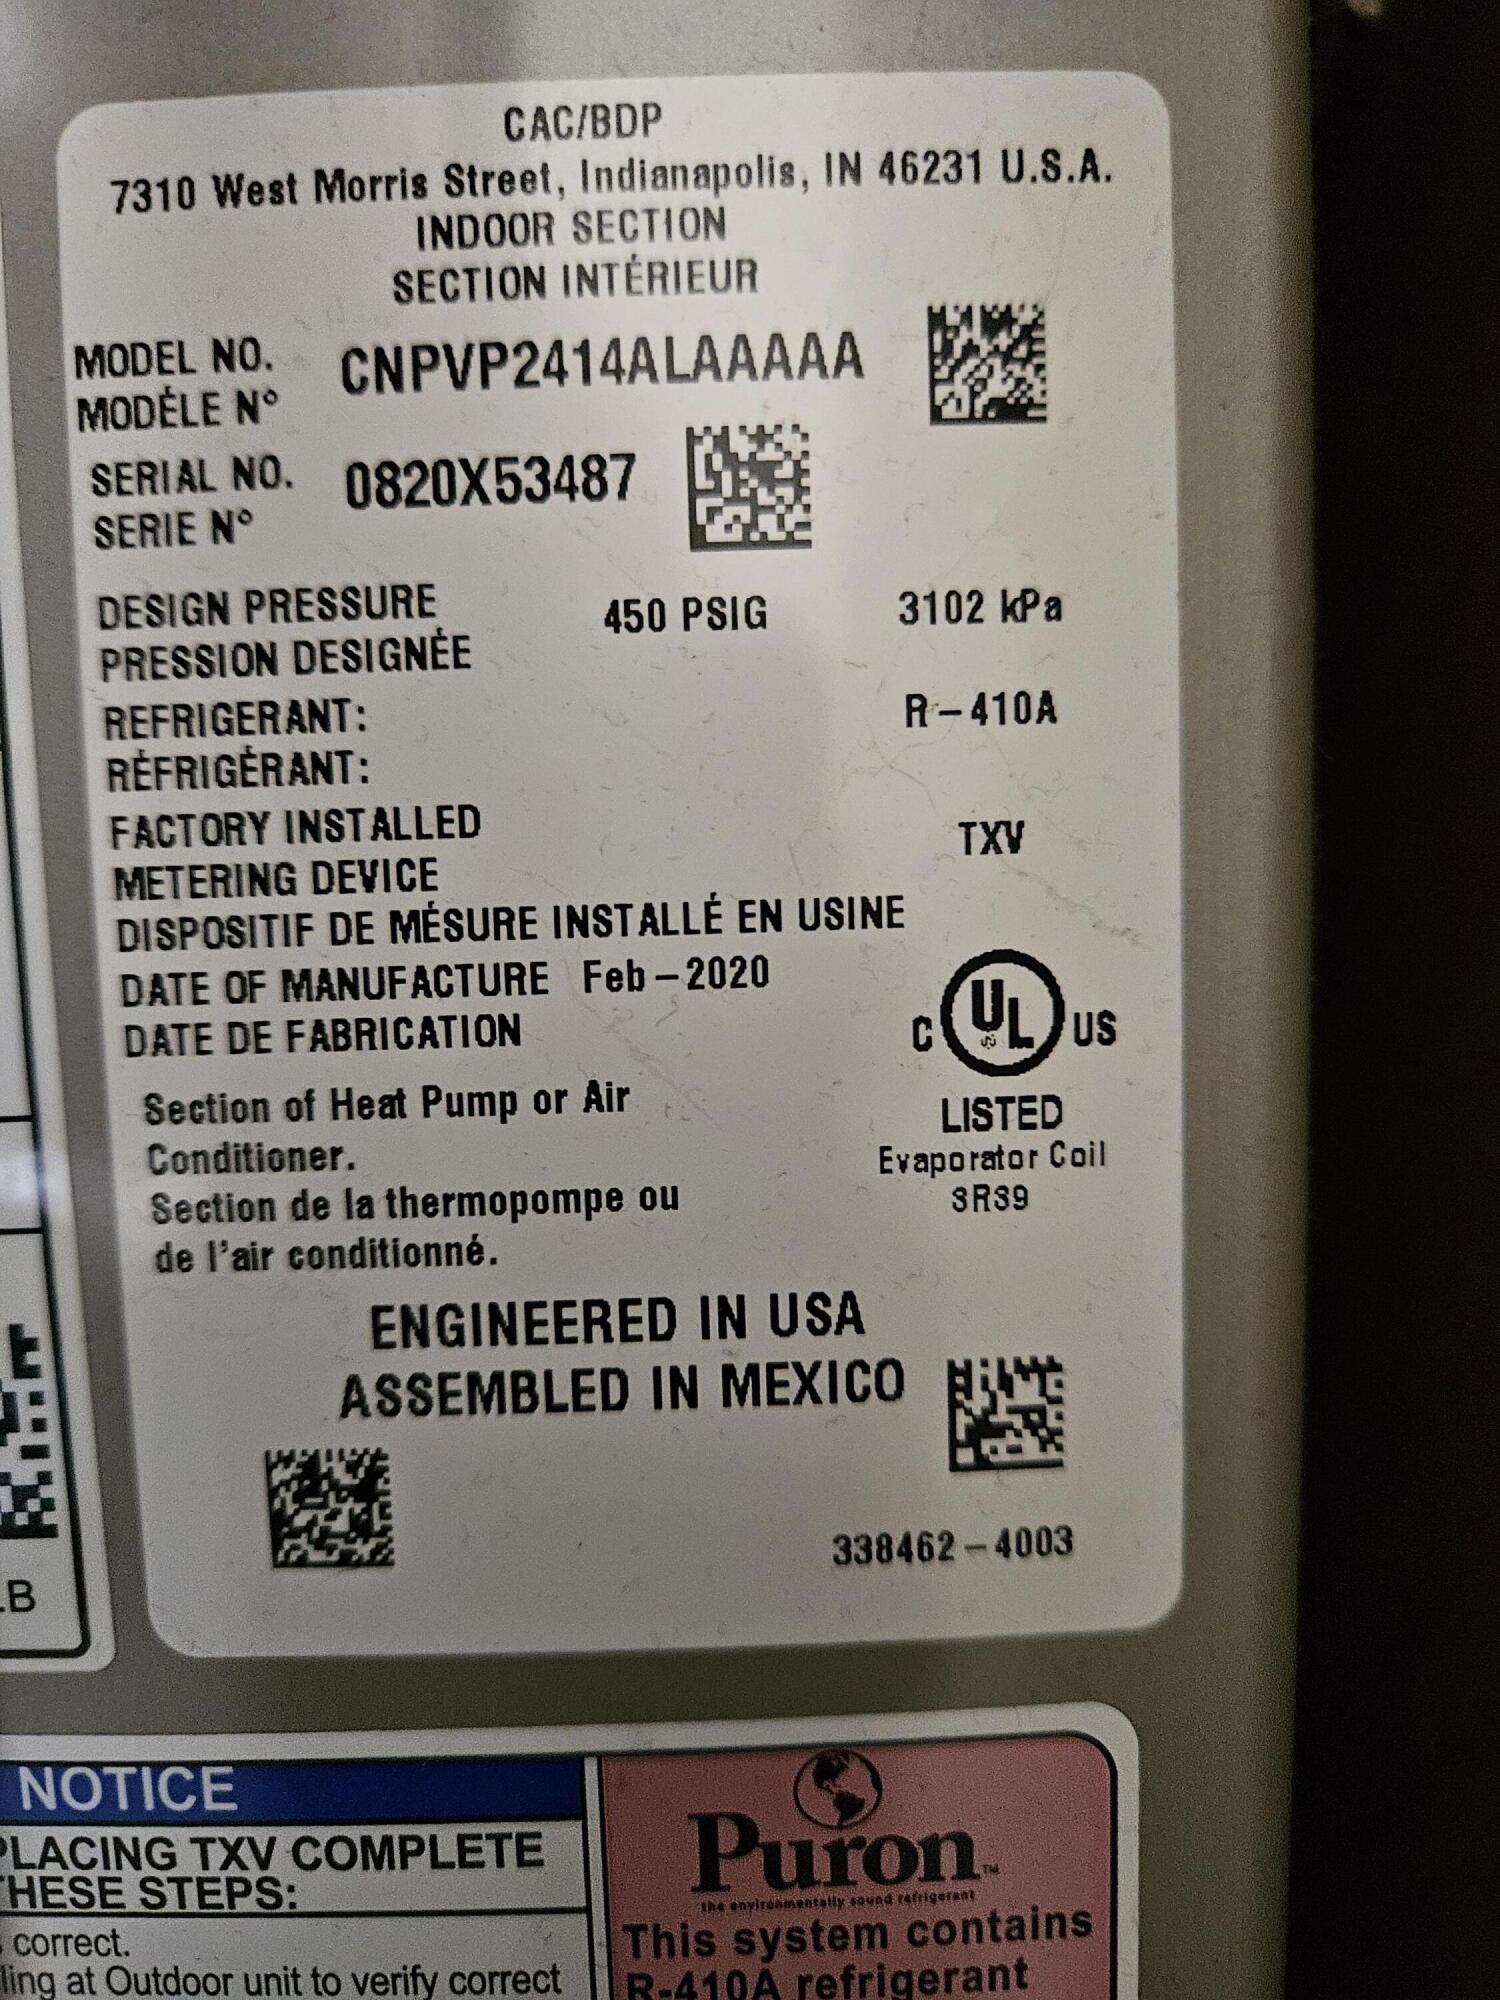 CAC/BDP
7310 West Morris Street, Indianapolis, IN 46231 U.S.A.
INDOOR SECTION
SECTION INTÉRIEUR
MODEL NO. CNPVP2414ALAAAAA
MODÉLE N°
SERIAL NO. 0820X53487
SERIE N°
DESIGN PRESSURE 450 PSIG 3102 kPa
PRESSION DESIGNÉE
REFRIGERANT: R-410A
RÉFRIGÉRANT:
FACTORY INSTALLED TXV
METERING DEVICE
DISPOSITIF DE MÉSURE INSTALLÉ EN USINE
DATE OF MANUFACTURE Feb-2020
DATE DE FABRICATION
C UL US
LISTED
Evaporator Coil
3R39
Section of Heat Pump or Air
Conditioner.
Section de la thermopompe ou
de l'air conditionné.
ENGINEERED IN USA
ASSEMBLED IN MEXICO
338462-4003
.B
NOTICE
PLACING TXV COMPLETE
THESE STEPS:
correct.
ling at Outdoor unit to verify correct
Puron™
the environmentally sound refrigerant
This system contains
R-410A refrigerant